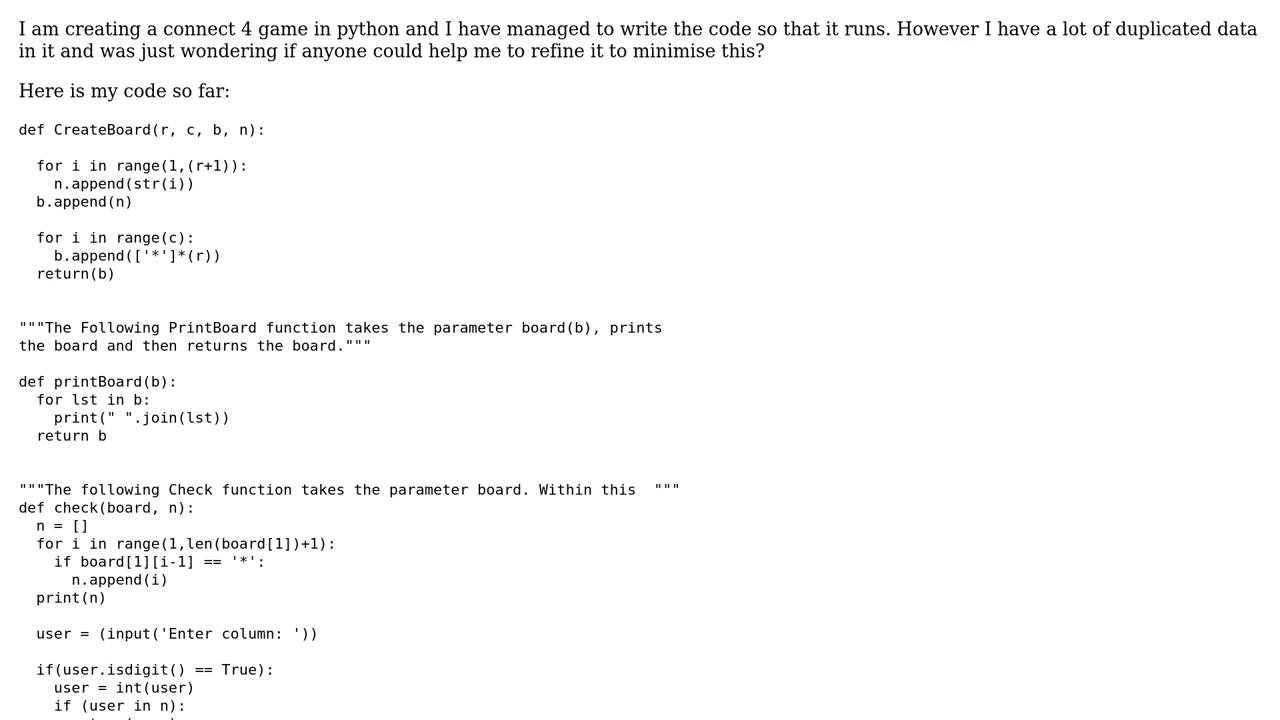 I am creating a connect 4 game in python and I have managed to write the code so that it runs. However I have a lot of duplicated data
in it and was just wondering if anyone could help me to refine it to minimise this?
Here is my code so far:
def CreateBoard(r, c, b, n):
  for i in range(1,(r+1)):
    n.append(str(i))
  b.append(n)
  for i in range(c):
    b.append(['*']*(r))
  return(b)
"""The Following PrintBoard function takes the parameter board(b), prints
the board and then returns the board."""
def printBoard(b):
  for lst in b:
    print(" ".join(lst))
  return b
"""The following Check function takes the parameter board. Within this  """
def check(board, n):
  n = []
  for i in range(1,len(board[1])+1):
    if board[1][i-1] == '*':
      n.append(i)
  print(n)
  user = (input('Enter column: '))
  if(user.isdigit() == True):
    user = int(user)
    if (user in n):